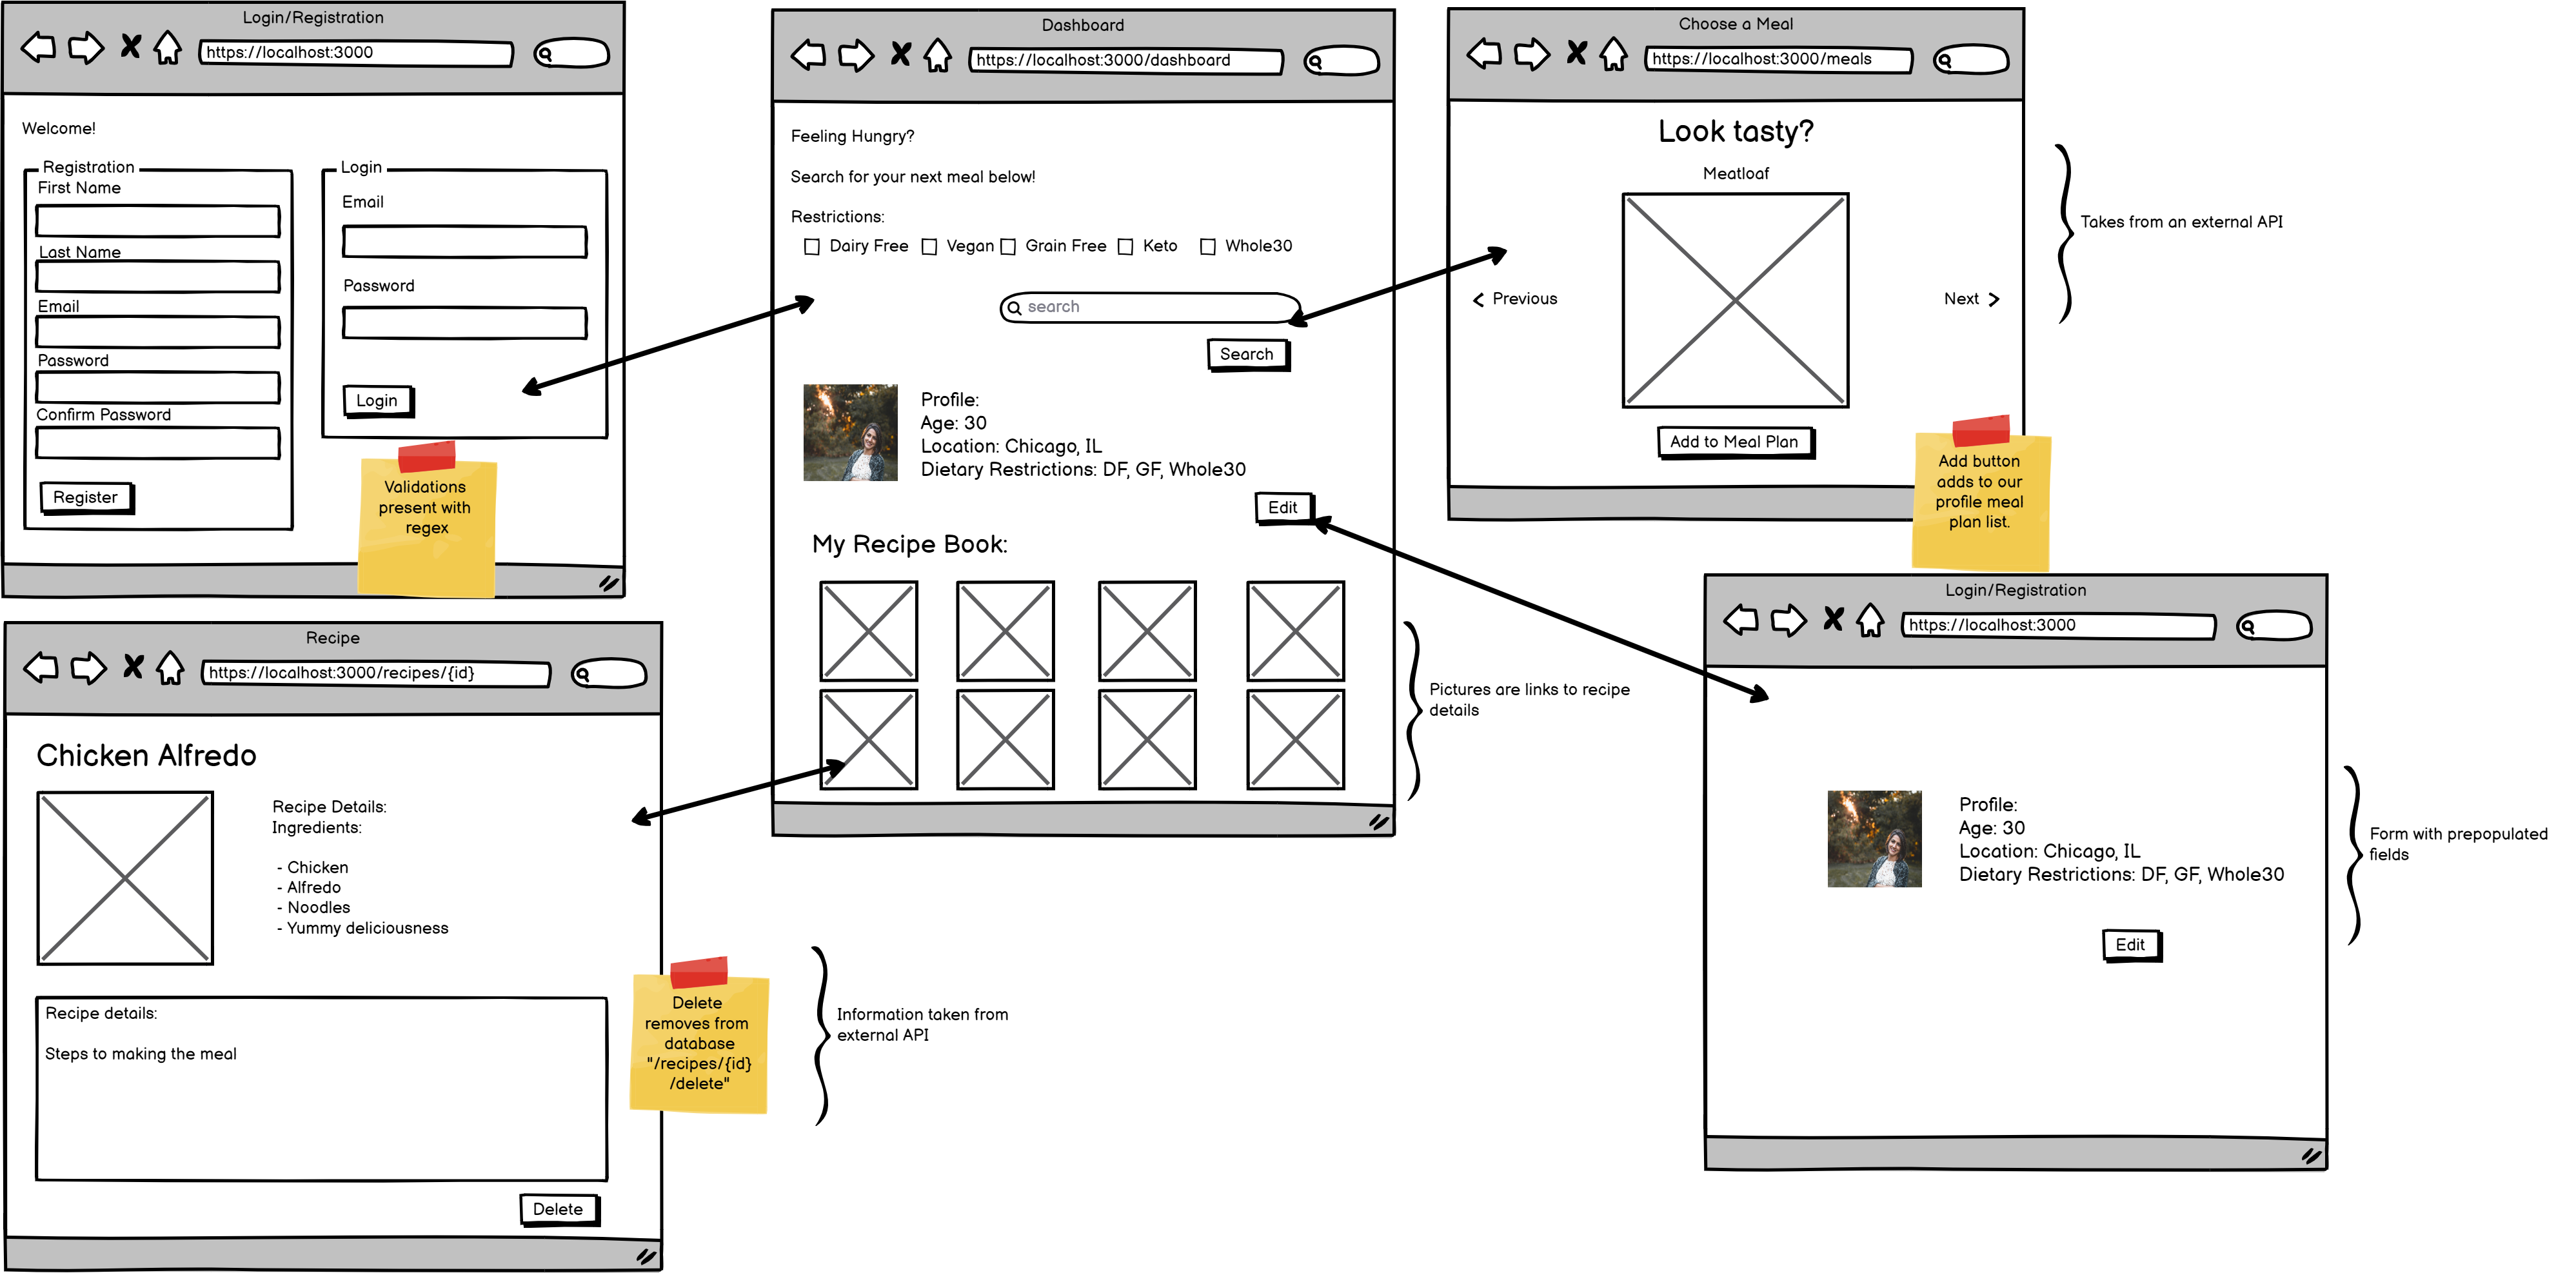 Login/Registration
https://localhost:3000
Welcome!
Registration
First Name
Last Name
Email
Password
Confirm Password
Register
Login
Email
Password
Login
Validations
present with
regex
Dashboard
https://localhost:3000/dashboard
Feeling Hungry?
Search for your next meal below!
Restrictions:
Dairy Free Vegan Grain Free Keto Whole30
search
Search
Profile:
Age: 30
Location: Chicago, IL
Dietary Restrictions: DF, GF, Whole30
Edit
My Recipe Book:
Pictures are links to recipe
details
Choose a Meal
https://localhost:3000/meals
Look tasty?
Meatloaf
Previous
Next
Add to Meal Plan
Takes from an external API
Add button
adds to our
profile meal
plan list.
Recipe
https://localhost:3000/recipes/{id}
Chicken Alfredo
Recipe Details:
Ingredients:
- Chicken
- Alfredo
- Noodles
- Yummy deliciousness
Recipe details:
Steps to making the meal
Delete
Delete
removes from
database
"/recipes/{id}
/delete"
Information taken from
external API
Login/Registration
https://localhost:3000
Profile:
Age: 30
Location: Chicago, IL
Dietary Restrictions: DF, GF, Whole30
Edit
Form with prepopulated
fields